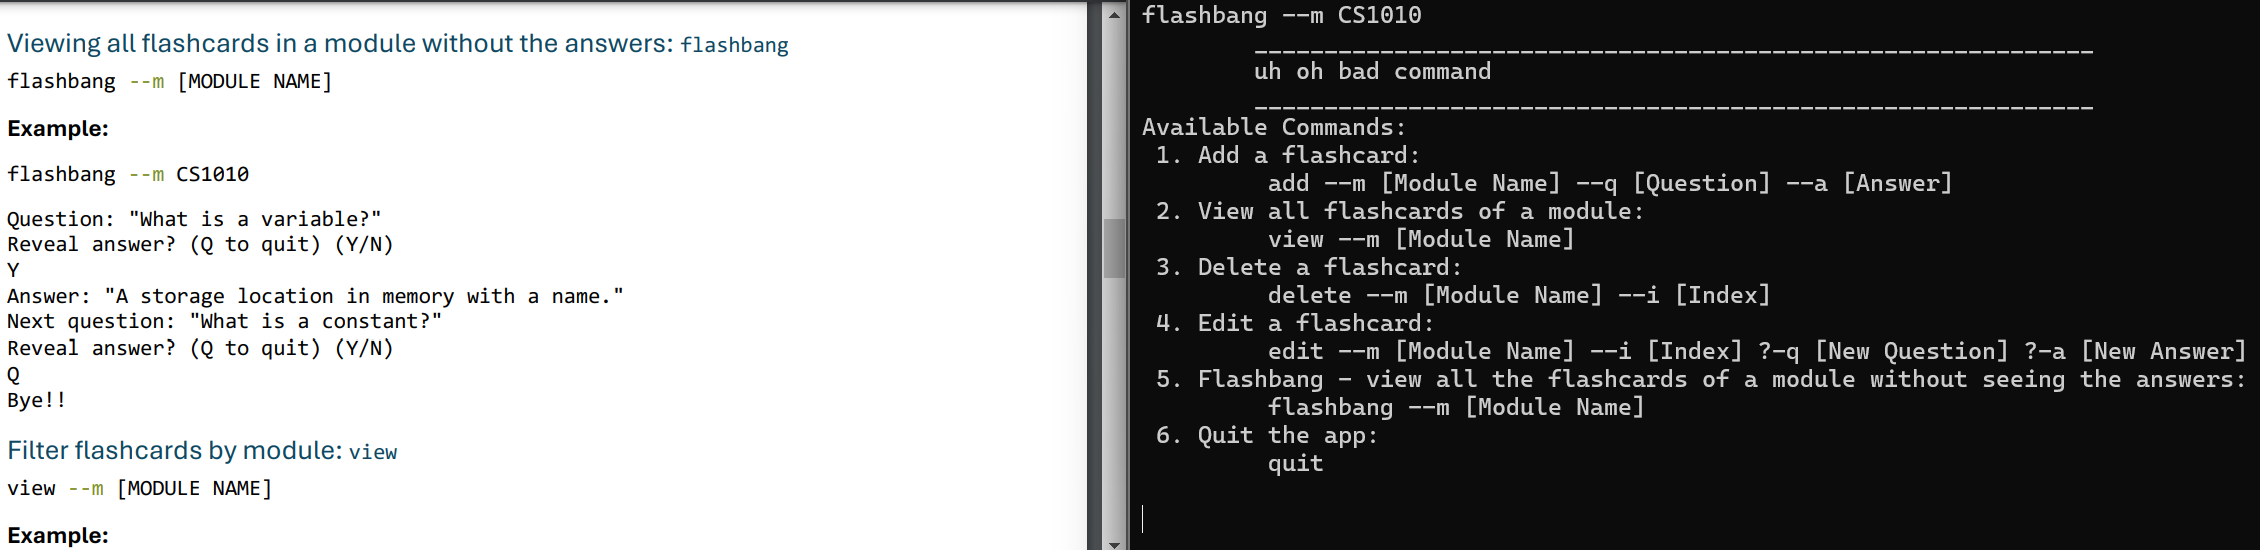 Viewing all flashcards in a module without the answers: flashbang
flashbang --m [MODULE NAME]
Example:
flashbang --m CS1010
Question: "What is a variable?"
Reveal answer? (Q to quit) (Y/N)
Y
Answer: "A storage location in memory with a name."
Next question: "What is a constant?"
Reveal answer? (Q to quit) (Y/N)
Q
Bye!!
Filter flashcards by module: view
view --m [MODULE NAME]
Example:
flashbang --m CS1010
____________________________________________________________
uh oh bad command
____________________________________________________________
Available Commands:
1. Add a flashcard:
add --m [Module Name] --q [Question] --a [Answer]
2. View all flashcards of a module:
view --m [Module Name]
3. Delete a flashcard:
delete --m [Module Name] --i [Index]
4. Edit a flashcard:
edit --m [Module Name] --i [Index] ?-q [New Question] ?-a [New Answer]
5. Flashbang - view all the flashcards of a module without seeing the answers:
flashbang --m [Module Name]
6. Quit the app:
quit